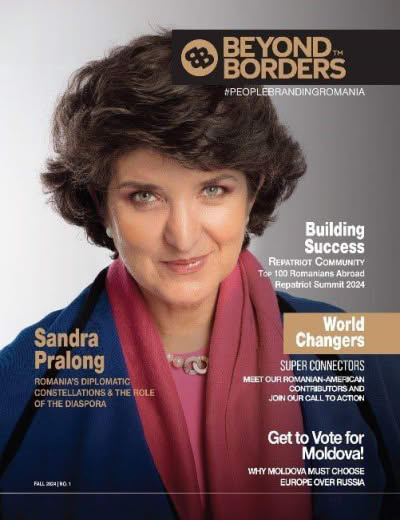 BEYOND™
BORDERS
#PEOPLEBRANDINGROMANIA
Building
Success
REPATRIOT COMMUNITY
Top 100 Romanians Abroad
Repatriot Summit 2024
World
Changers
SUPER CONNECTORS
MEET OUR ROMANIAN-AMERICAN
CONTRIBUTORS AND
JOIN OUR CALL TO ACTION
Sandra
Pralong
ROMANIA'S DIPLOMATIC
CONSTELLATIONS & THE ROLE
OF THE DIASPORA
Get to Vote for
Moldova!
WHY MOLDOVA MUST CHOOSE
EUROPE OVER RUSSIA
FALL 2024 | NO. 1